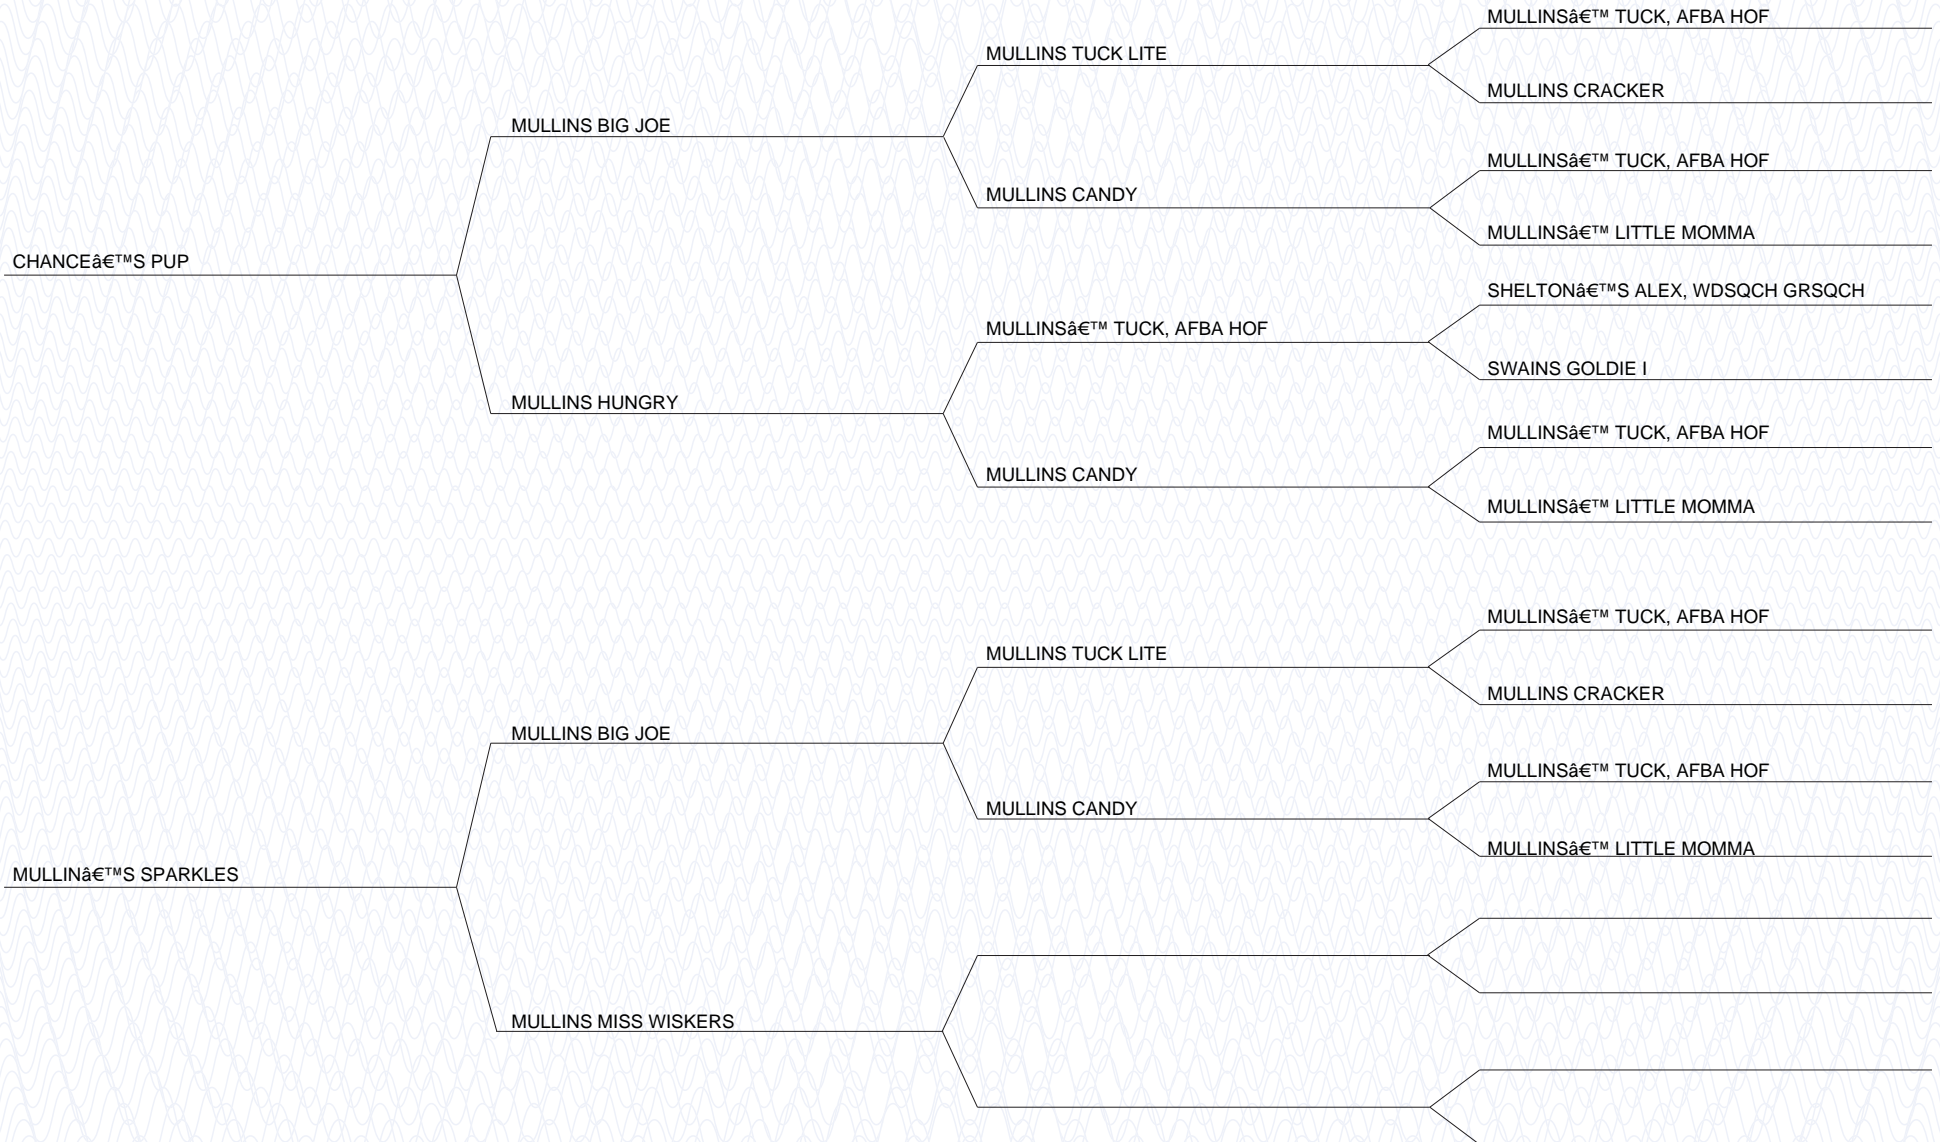 MULLINSâ€™ TUCK, AFBA HOF
MULLINS TUCK LITE
MULLINS CRACKER
MULLINS BIG JOE
MULLINSâ€™ TUCK, AFBA HOF
MULLINS CANDY
MULLINSâ€™ LITTLE MOMMA
CHANCEâ€™S PUP
SHELTONâ€™S ALEX, WDSQCH GRSQCH
MULLINSâ€™ TUCK, AFBA HOF
SWAINS GOLDIE I
MULLINS HUNGRY
MULLINSâ€™ TUCK, AFBA HOF
MULLINS CANDY
MULLINSâ€™ LITTLE MOMMA
MULLINSâ€™ TUCK, AFBA HOF
MULLINS TUCK LITE
MULLINS CRACKER
MULLINS BIG JOE
MULLINSâ€™ TUCK, AFBA HOF
MULLINS CANDY
MULLINSâ€™ LITTLE MOMMA
MULLINâ€™S SPARKLES
MULLINS MISS WISKERS